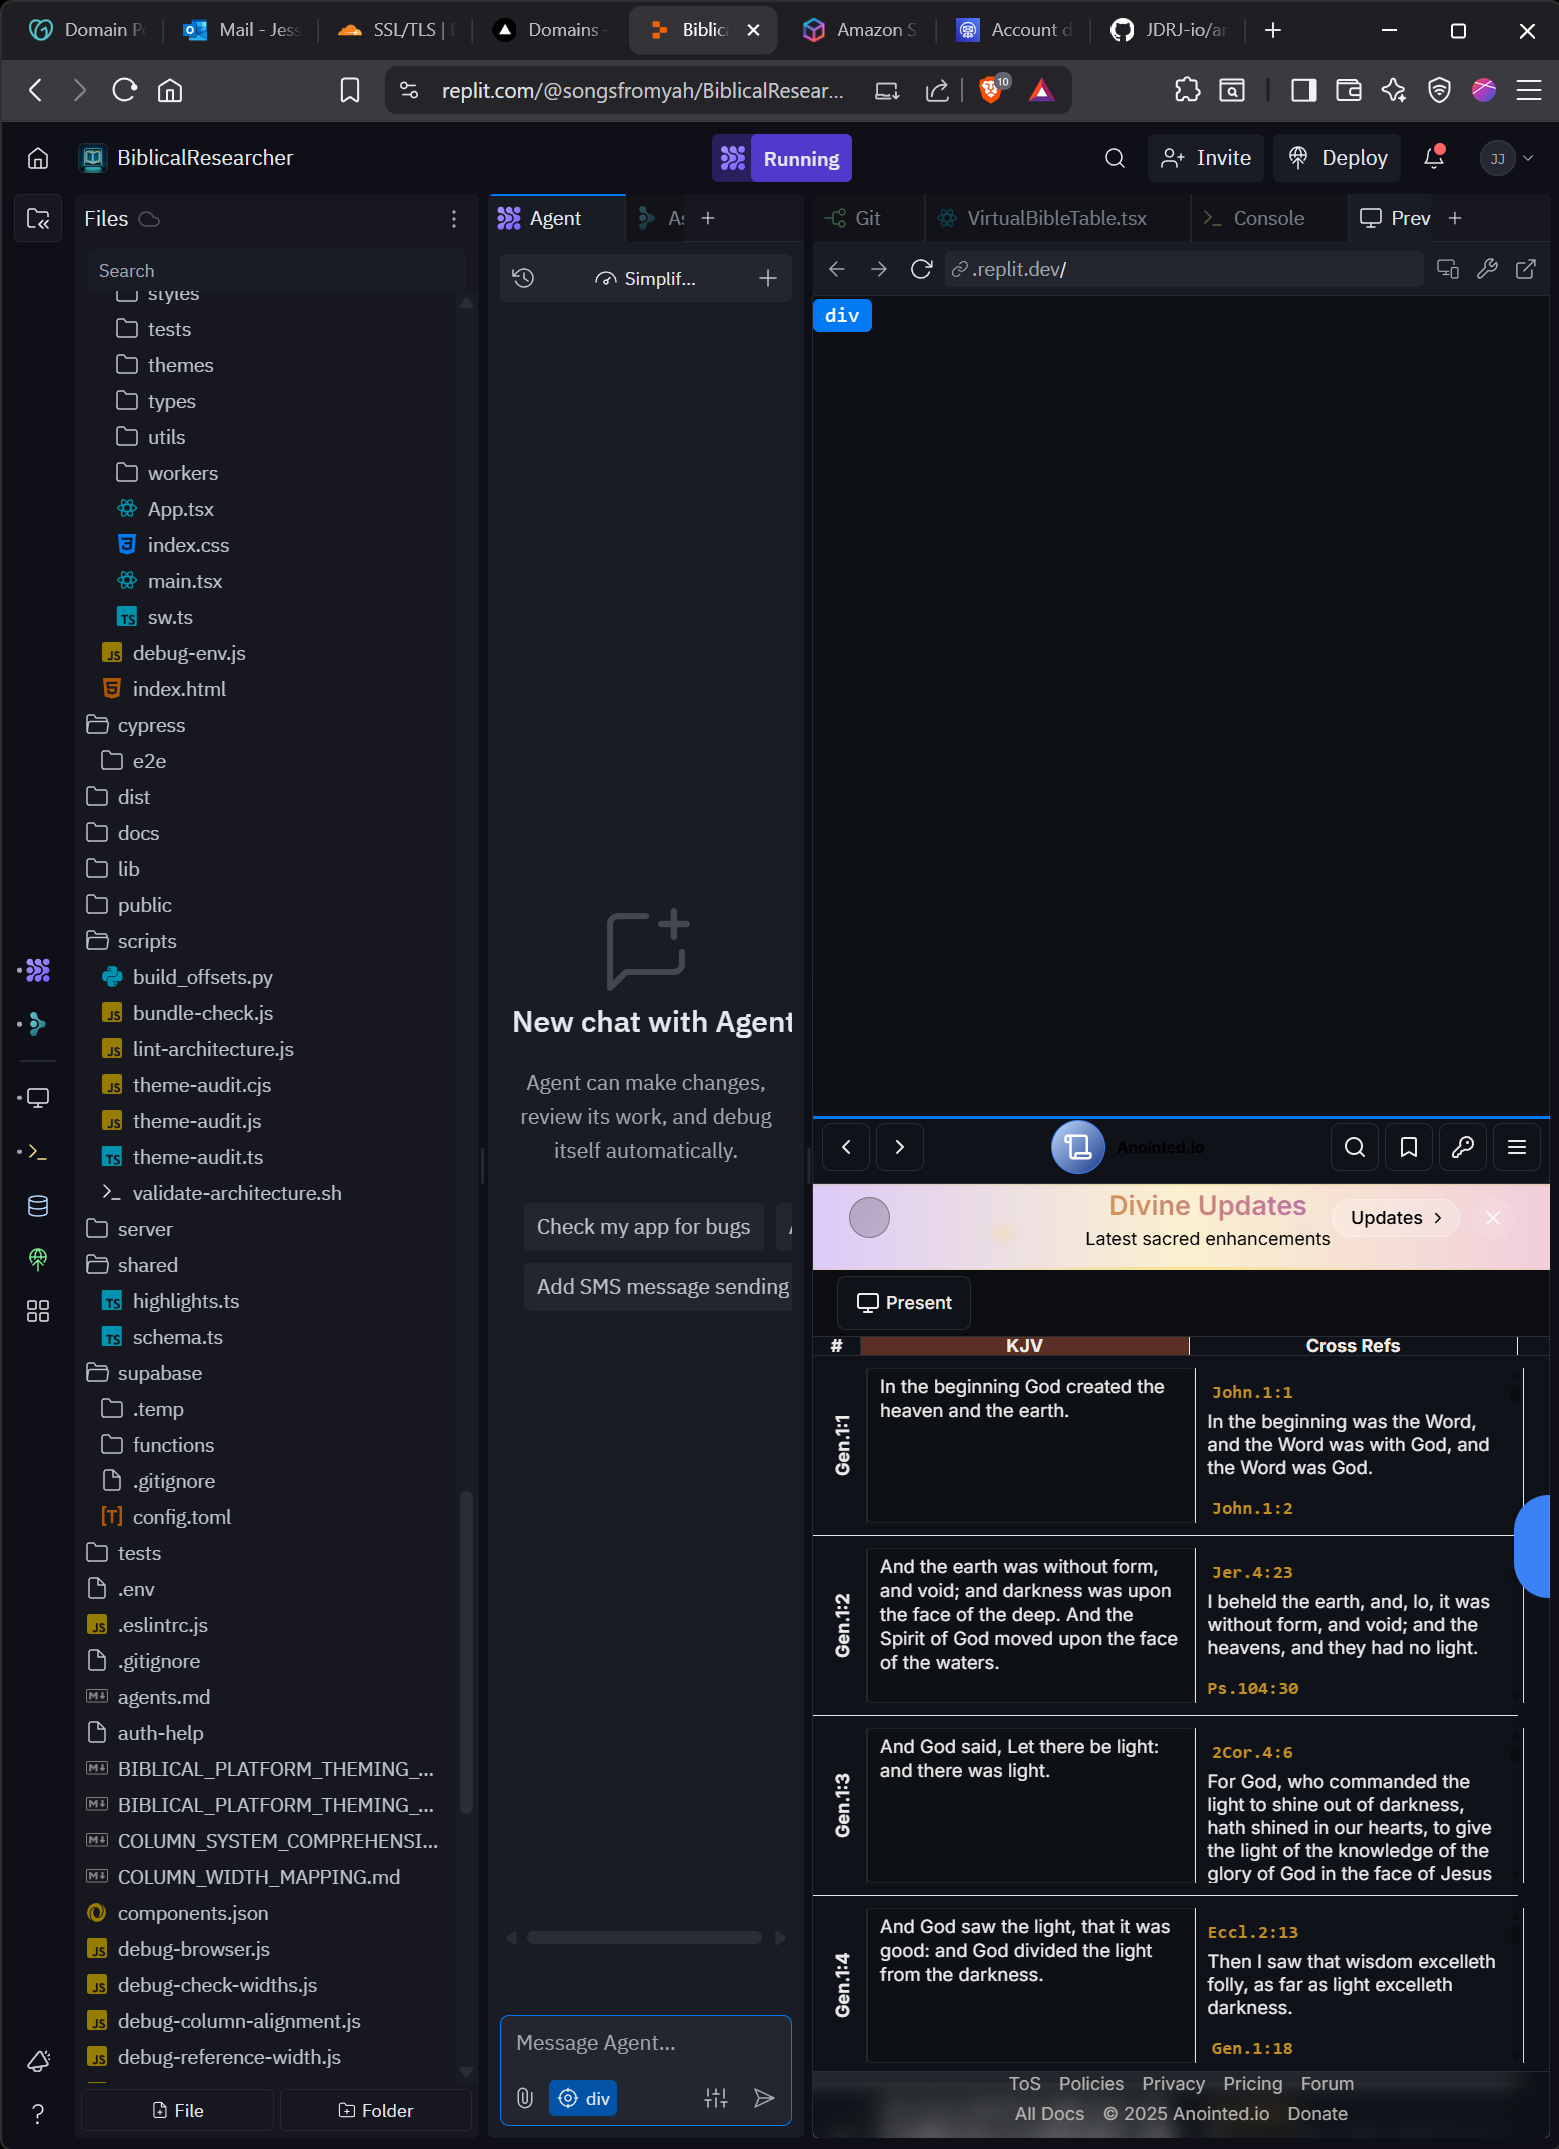 Domain P
Mail - Jess
SSL/TLS |
Domains -
Biblic
Amazon S
Account d
JDRJ-io/ar
replit.com/@songsfromyah/BiblicalResear...
10
BiblicalResearcher
Running
Invite
Deploy
JJ
Files
Search
styles
tests
themes
types
utils
workers
App.tsx
index.css
main.tsx
sw.ts
debug-env.js
index.html
cypress
e2e
dist
docs
lib
public
scripts
build_offsets.py
bundle-check.js
lint-architecture.js
theme-audit.cjs
theme-audit.js
theme-audit.ts
validate-architecture.sh
server
shared
highlights.ts
schema.ts
supabase
.temp
functions
.gitignore
config.toml
tests
.env
.eslintrc.js
.gitignore
agents.md
auth-help
BIBLICAL_PLATFORM_THEMING_...
BIBLICAL_PLATFORM_THEMING_...
COLUMN_SYSTEM_COMPREHENSI...
COLUMN_WIDTH_MAPPING.md
components.json
debug-browser.js
debug-check-widths.js
debug-column-alignment.js
debug-reference-width.js
File
Folder
Agent
As
Simplif...
New chat with Agent
Agent can make changes,
review its work, and debug
itself automatically.
Check my app for bugs
Add SMS message sending
Message Agent...
div
Git
VirtualBibleTable.tsx
Console
Prev
.replit.dev/
div
Anointed.io
Divine Updates
Latest sacred enhancements
Updates
Present
# KJV Cross Refs
Gen.1:1
In the beginning God created the
heaven and the earth.
John.1:1
In the beginning was the Word,
and the Word was with God, and
the Word was God.
John.1:2
Gen.1:2
And the earth was without form,
and void; and darkness was upon
the face of the deep. And the
Spirit of God moved upon the face
of the waters.
Jer.4:23
I beheld the earth, and, lo, it was
without form, and void; and the
heavens, and they had no light.
Ps.104:30
Gen.1:3
And God said, Let there be light:
and there was light.
2Cor.4:6
For God, who commanded the
light to shine out of darkness,
hath shined in our hearts, to give
the light of the knowledge of the
glory of God in the face of Jesus
Gen.1:4
And God saw the light, that it was
good: and God divided the light
from the darkness.
Eccl.2:13
Then I saw that wisdom excelleth
folly, as far as light excelleth
darkness.
Gen.1:18
ToS Policies Privacy Pricing Forum
All Docs © 2025 Anointed.io Donate